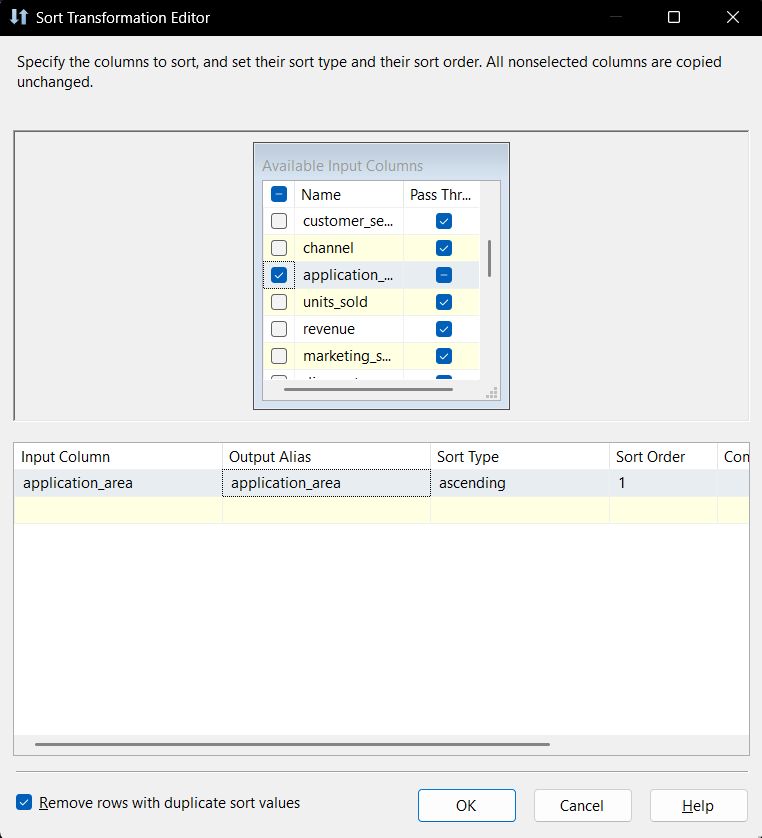 Sort Transformation Editor
Specify the columns to sort, and set their sort type and their sort order. All nonselected columns are copied
unchanged.
Available Input Columns
Name Pass Thr...
customer_se...
channel
application_...
units_sold
revenue
marketing_s...
Input Column Output Alias Sort Type Sort Order Con
application_area application_area ascending 1
Remove rows with duplicate sort values
OK Cancel Help